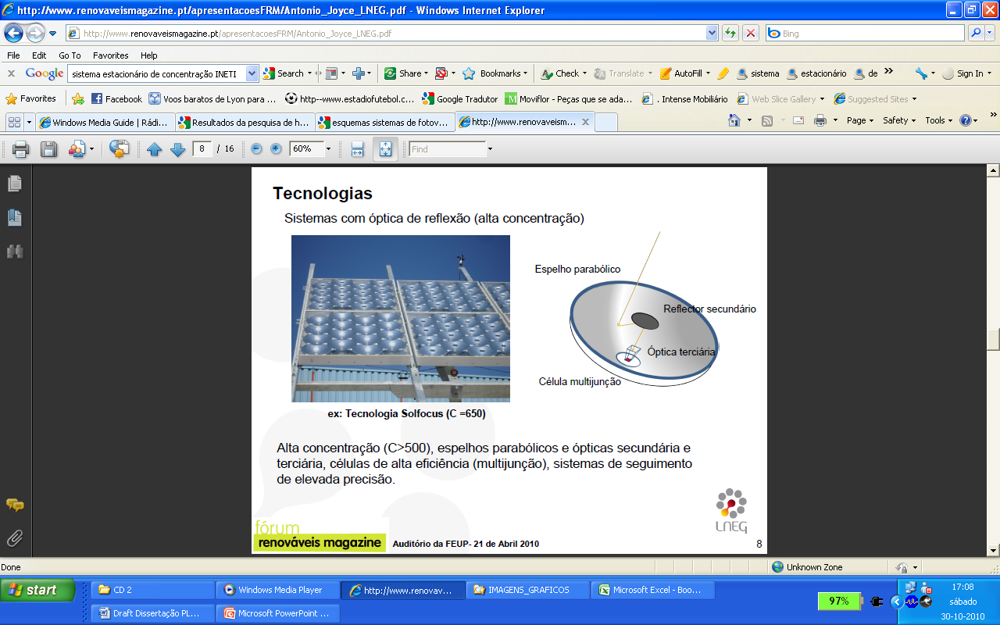 http://www.renovaveismagazine.pt/apresentacoesFRM/Antonio_Joyce_LNEG.pdf - Windows Internet Explorer
http://www.renovaveismagazine.pt/apresentacoesFRM/Antonio_Joyce_LNEG.pdf
Bing
File Edit Go To Favorites Help
x Google sistema estacionário de concentração INETI Search Share Bookmarks Check Translate AutoFill sistema estacionário de Sign In
Favorites Facebook Voos baratos de Lyon para ... http--www.estadiofutebol.c... Google Tradutor Moviflor - Peças que se ada... . Intense Mobiliário Web Slice Gallery Suggested Sites
Windows Media Guide | Rádi... Resultados da pesquisa de h... esquemas sistemas de fotov... http://www.renovaveism... Page Safety Tools
8 / 16 60% Find
Tecnologias
Sistemas com óptica de reflexão (alta concentração)
Espelho parabólico
Reflector secundário
Óptica terciária
Célula multijunção
ex: Tecnologia Solfocus (C =650)
Alta concentração (C>500), espelhos parabólicos e ópticas secundária e
terciária, células de alta eficiência (multijunção), sistemas de seguimento
de elevada precisão.
LNEG
fórum
renováveis magazine
Auditório da FEUP- 21 de Abril 2010
8
Done Unknown Zone
start CD 2 Windows Media Player http://www.renovav... IMAGENS_GRAFICOS Microsoft Excel - Boo... 17:08
Draft Dissertação PL... Microsoft PowerPoint ... 97% sábado
30-10-2010